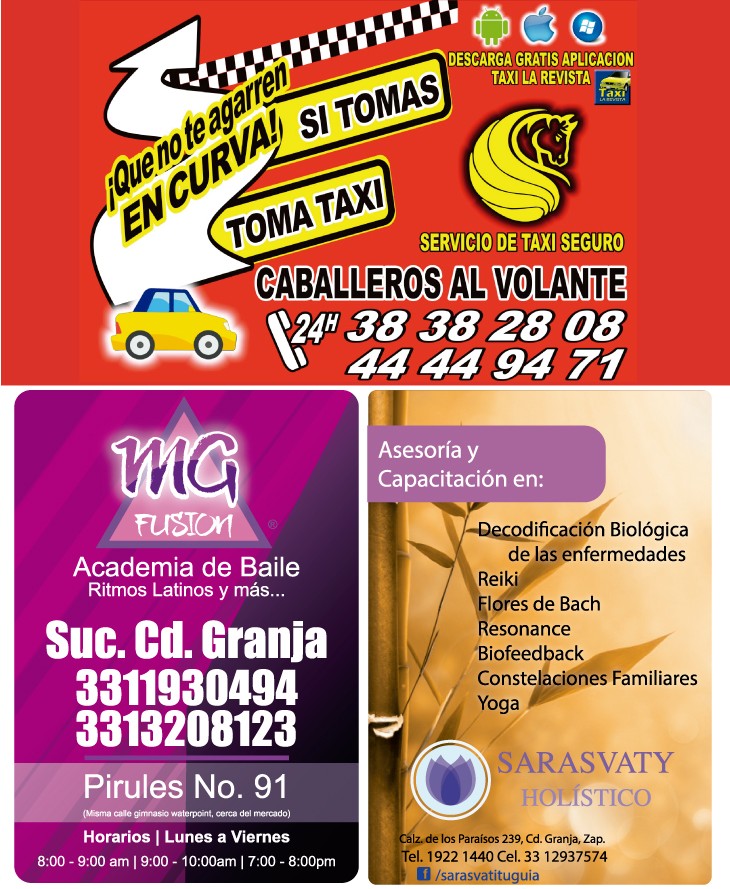 DESCARGA GRATIS APLICACION
TAXI LA REVISTA
Taxi
LA REVISTA
¡Que no te agarren
EN CURVA!
SI TOMAS
TOMA TAXI
SERVICIO DE TAXI SEGURO
CABALLEROS AL VOLANTE
24H 38 38 28 08
44 44 94 71
MG
FUSION ®
Academia de Baile
Ritmos Latinos y más...
Suc. Cd. Granja
3311930494
3313208123
Pirules No. 91
(Misma calle gimnasio waterpoint, cerca del mercado)
Horarios | Lunes a Viernes
8:00 - 9:00 am | 9:00 - 10:00am | 7:00 - 8:00pm
Asesoría y
Capacitación en:
Decodificación Biológica
de las enfermedades
Reiki
Flores de Bach
Resonance
Biofeedback
Constelaciones Familiares
Yoga
SARASVATY
HOLÍSTICO
Calz. de los Paraísos 239, Cd. Granja, Zap.
Tel. 1922 1440 Cel. 33 12937574
f /sarasvatituguia